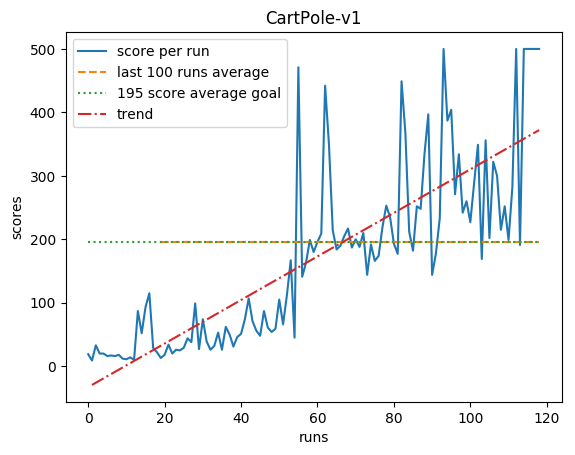 CartPole-v1
500
400
300
200
100
0
scores
score per run
last 100 runs average
195 score average goal
trend
0
20
40
60
80
100
120
runs